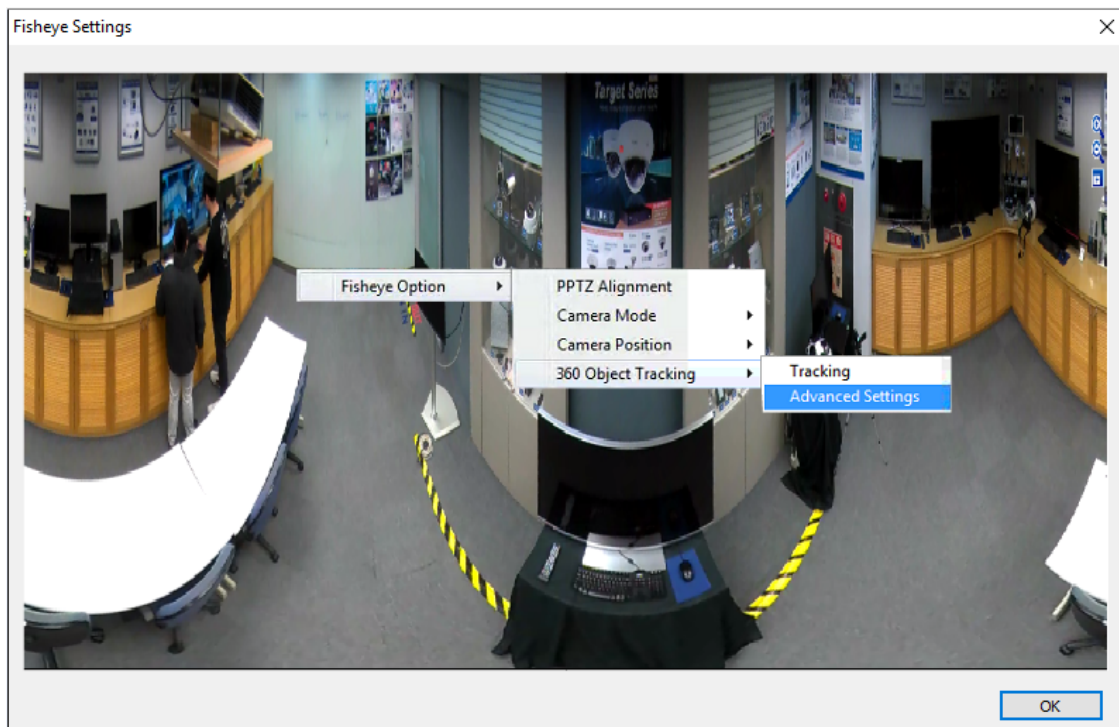 Fisheye Settings
Target Series
Fisheye Option
PPTZ Alignment
Camera Mode
Camera Position
360 Object Tracking
Tracking
Advanced Settings
OK